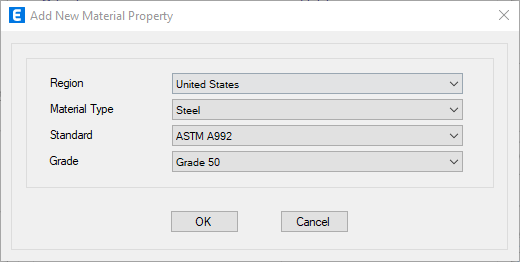 E Add New Material Property
Region United States
Material Type Steel
Standard ASTM A992
Grade Grade 50
OK Cancel